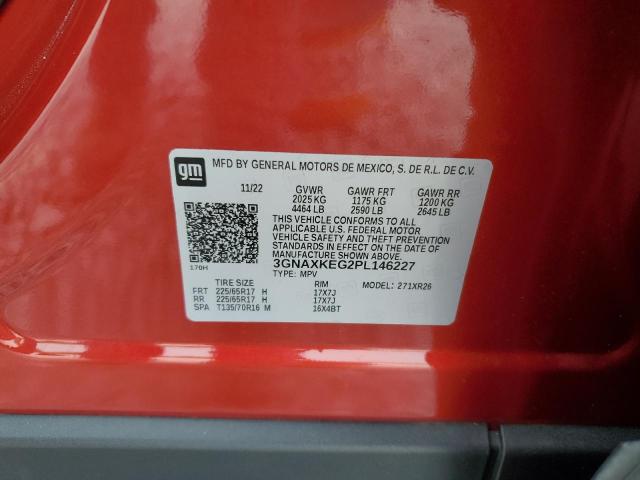 gm
MFD BY GENERAL MOTORS DE MEXICO, S. DE R.L. DE C.V.
11/22 GVWR GAWR FRT GAWR RR
2025 KG 1175 KG 1200 KG
4464 LB 2590 LB 2645 LB
THIS VEHICLE CONFORMS TO ALL
APPLICABLE U.S. FEDERAL MOTOR
VEHICLE SAFETY AND THEFT PREVENTION
STANDARDS IN EFFECT ON THE DATE OF
MANUFACTURE SHOWN ABOVE.
170H 3GNAXKEG2PL146227
TYPE: MPV MODEL: 271XR26
TIRE SIZE RIM
FRT 225/65R17 H 17X7J
RR 225/65R17 H 17X7J
SPA T135/70R16 M 16X4BT